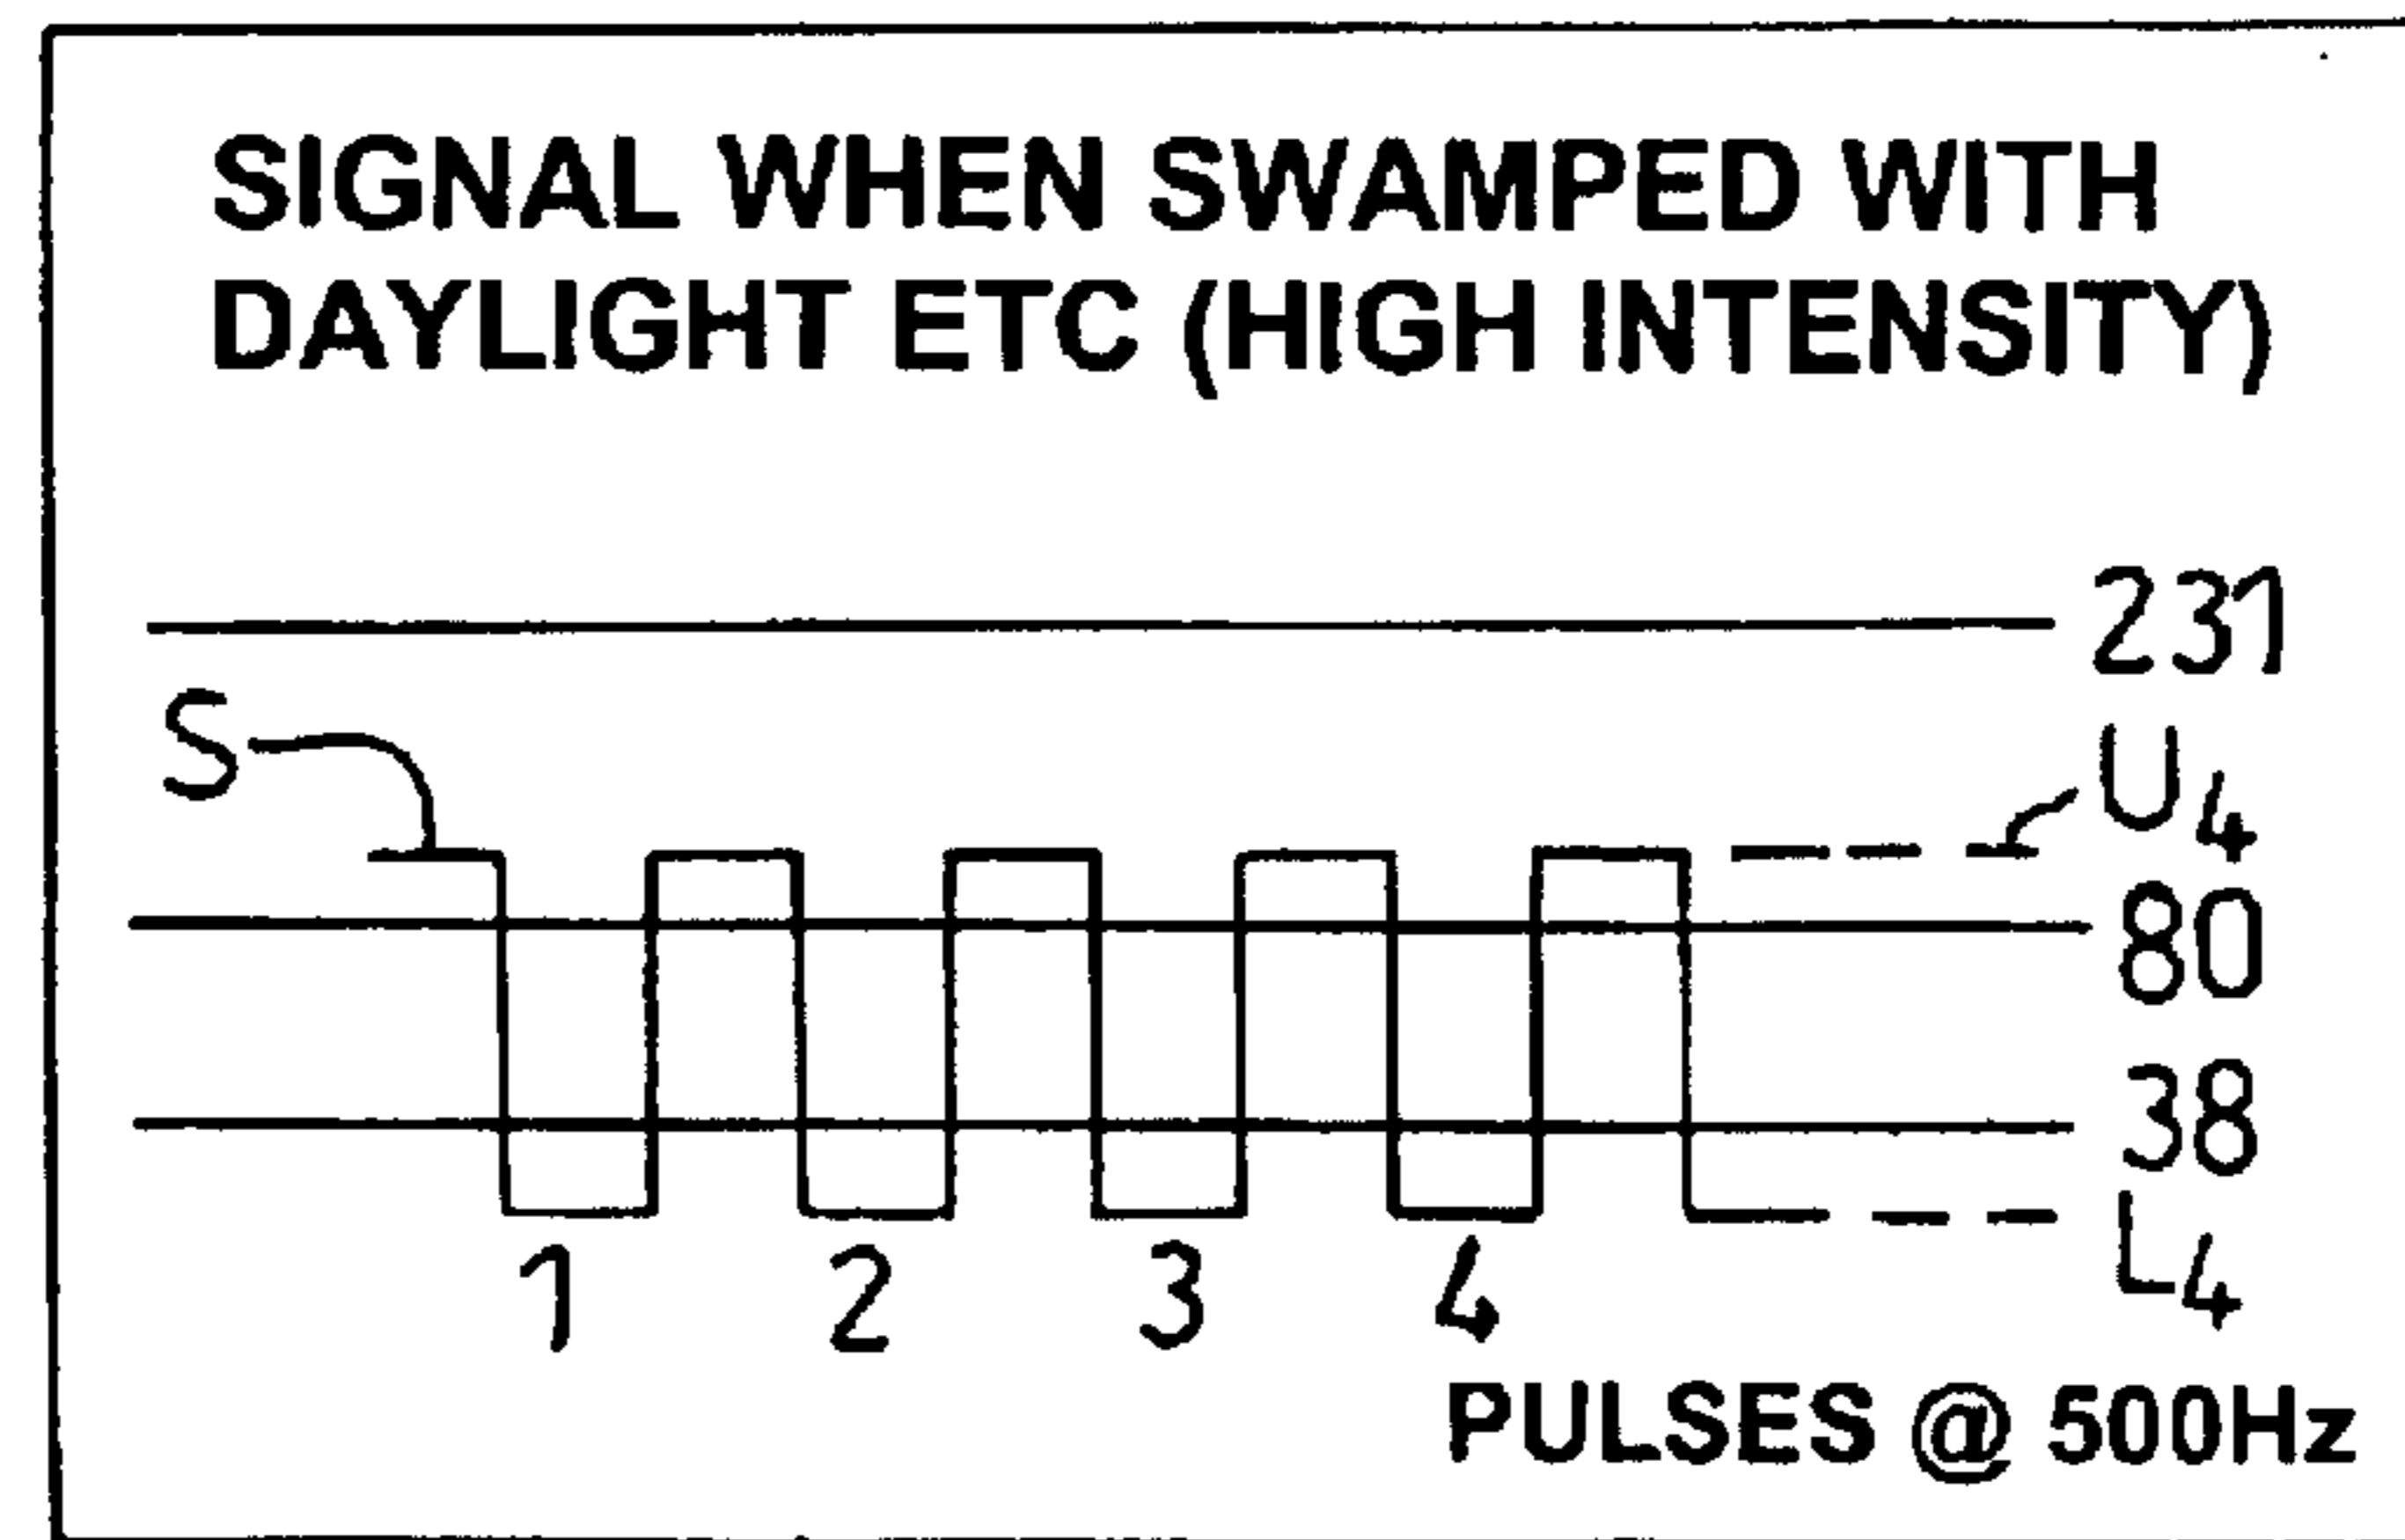 SIGNAL WHEN SWAMPED WITH
DAYLIGHT ETC (HIGH INTENSITY)
231
S
U4
80
38
L4
1 2 3 4
PULSES @ 500Hz